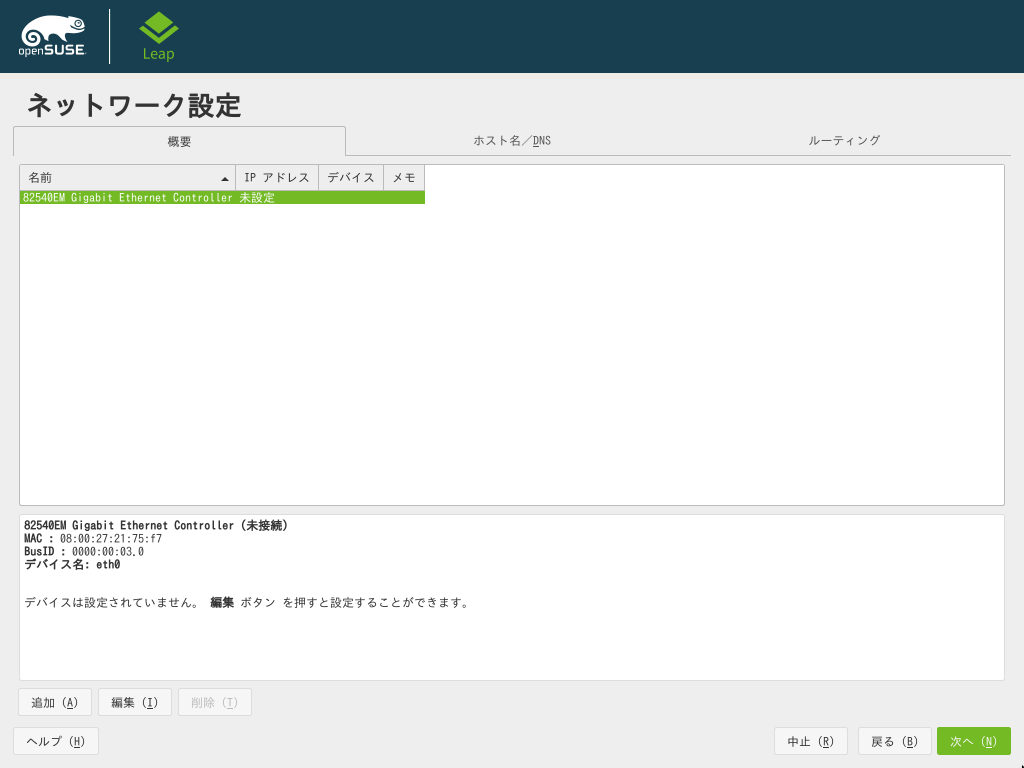 openSUSE
Leap
ネットワーク設定
概要 ホスト名／DNS ルーティング
名前 IP アドレス デバイス メモ
82540EM Gigabit Ethernet Controller 未設定
82540EM Gigabit Ethernet Controller (未接続)
MAC : 08:00:27:21:75:f7
BusID : 0000:00:03.0
デバイス名: eth0
デバイスは設定されていません。 編集 ボタン を押すと設定することができます。
追加 (A) 編集 (I) 削除 (T)
ヘルプ (H) 中止 (R) 戻る (B) 次へ (N)